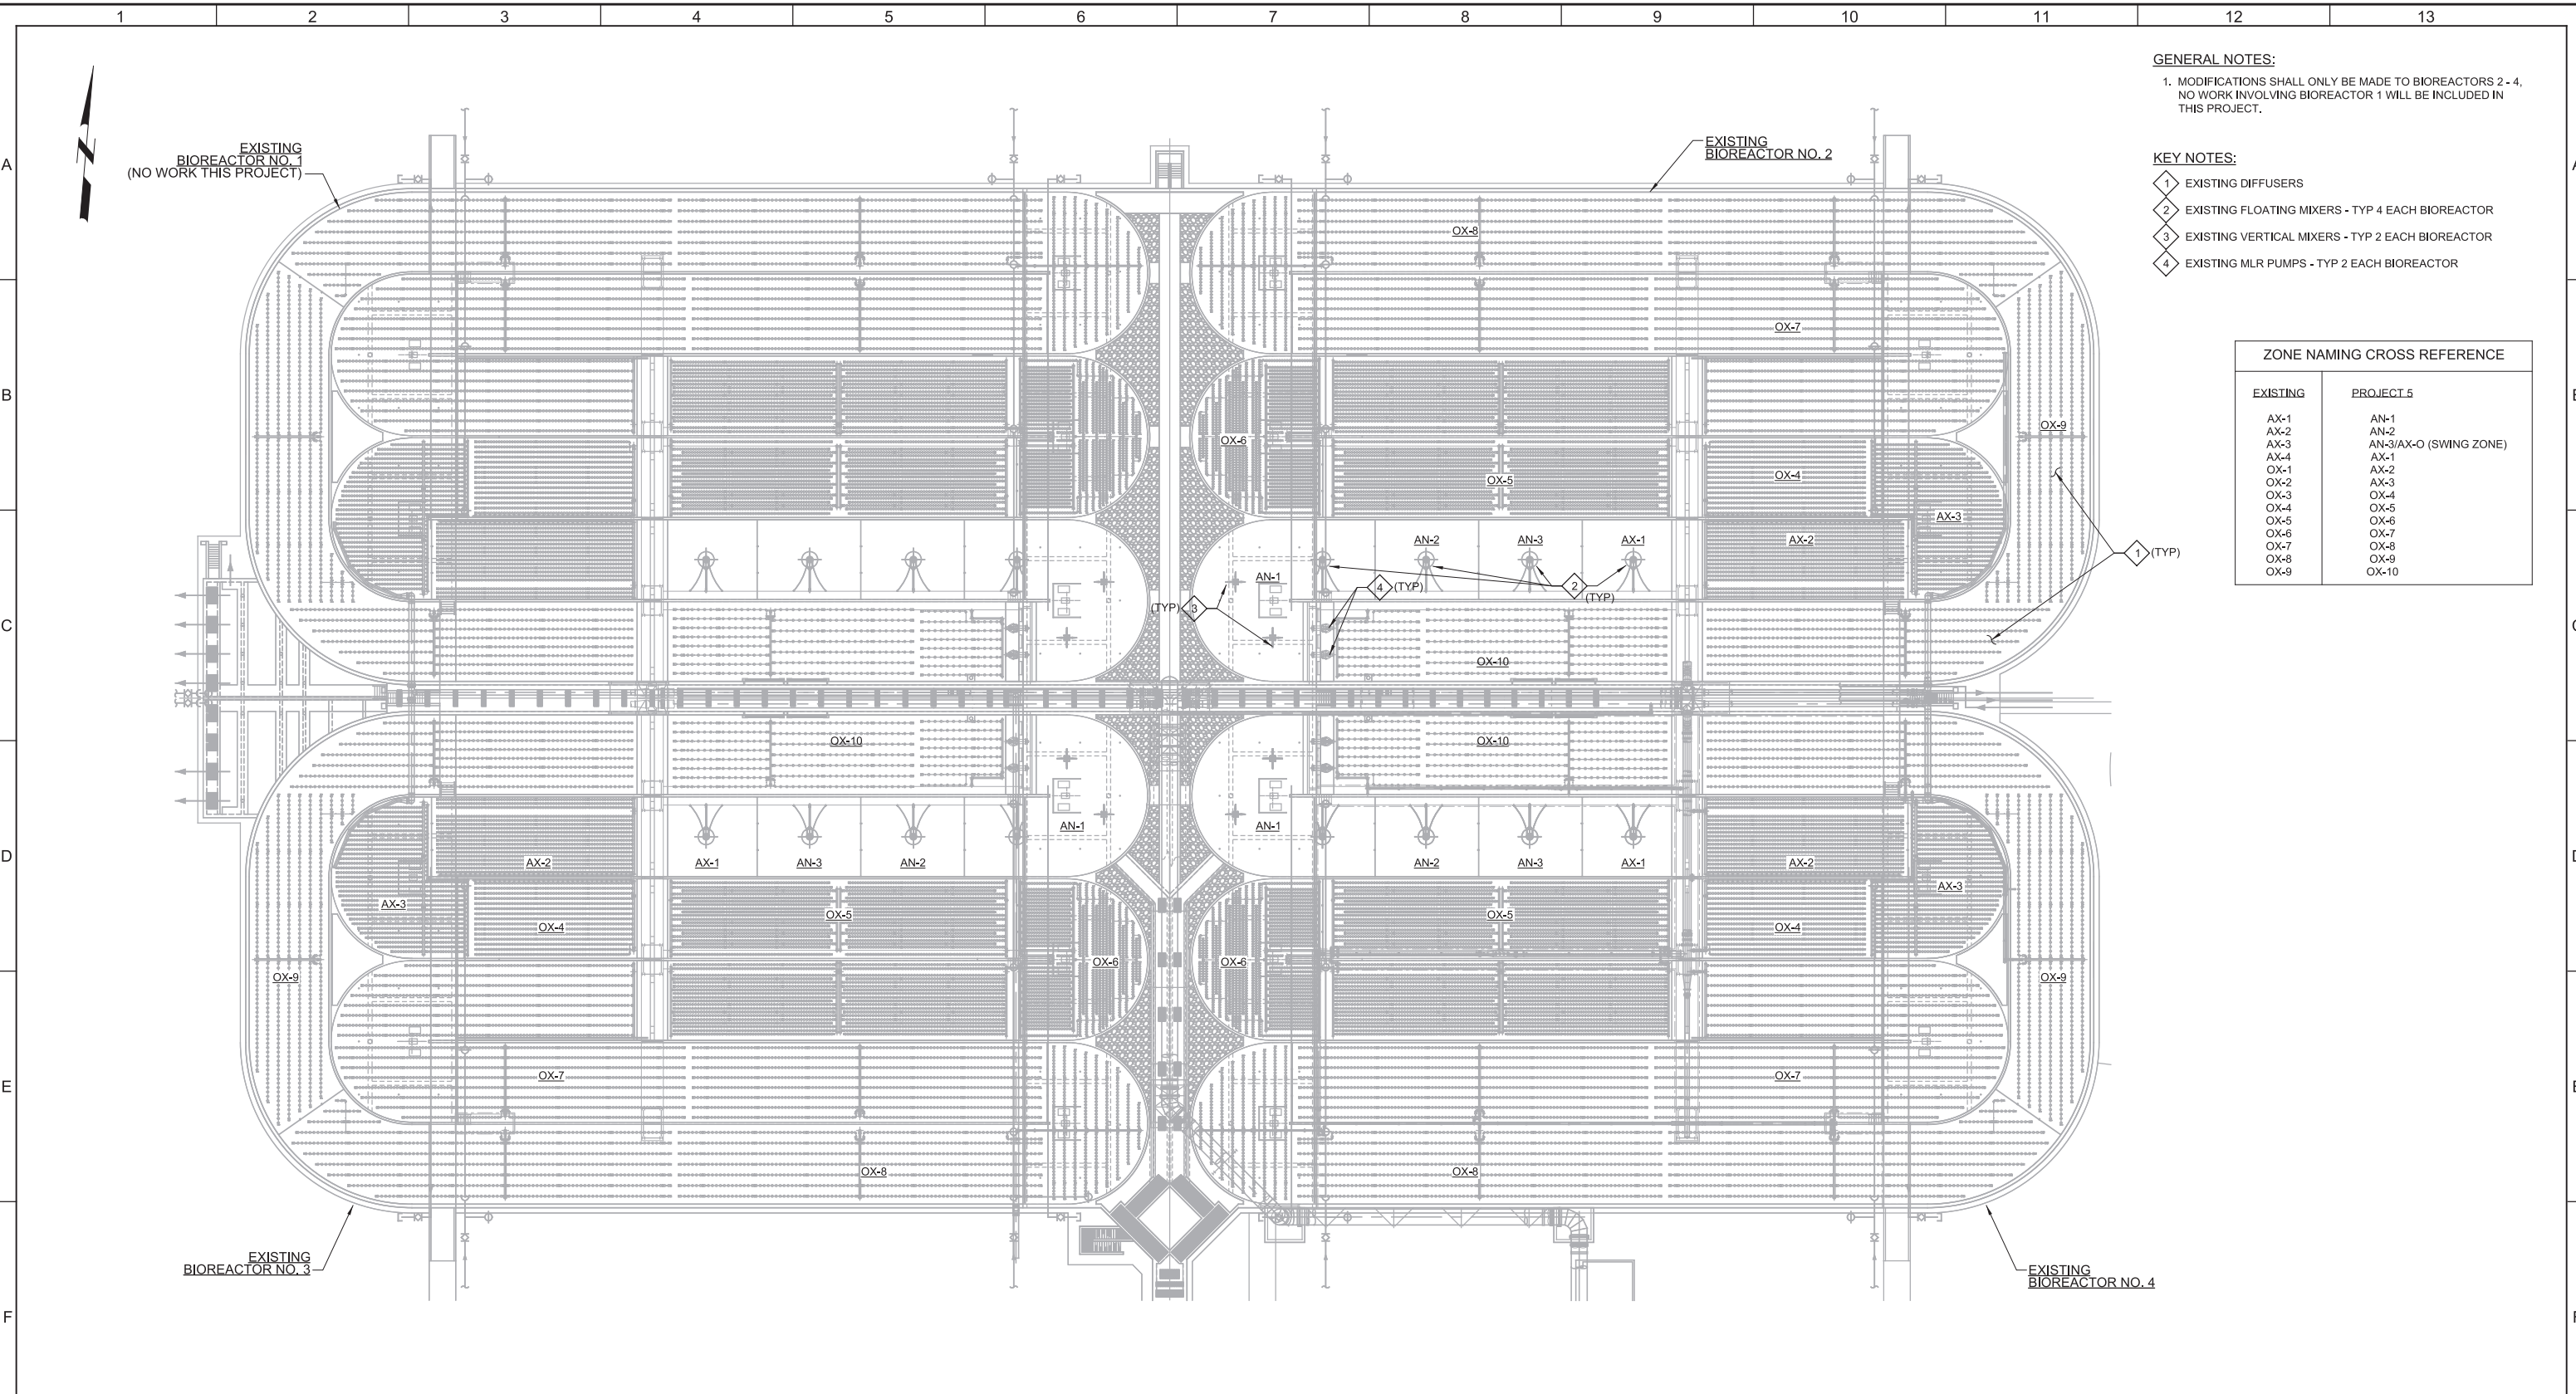 1 2 3 4 5 6 7 8 9 10 11 12 13
GENERAL NOTES:
1. MODIFICATIONS SHALL ONLY BE MADE TO BIOREACTORS 2 - 4,
NO WORK INVOLVING BIOREACTOR 1 WILL BE INCLUDED IN
THIS PROJECT.
KEY NOTES:
1 EXISTING DIFFUSERS
2 EXISTING FLOATING MIXERS - TYP 4 EACH BIOREACTOR
3 EXISTING VERTICAL MIXERS - TYP 2 EACH BIOREACTOR
4 EXISTING MLR PUMPS - TYP 2 EACH BIOREACTOR
ZONE NAMING CROSS REFERENCE
EXISTING PROJECT 5
AX-1 AN-1
AX-2 AN-2
AX-3 AN-3/AX-O (SWING ZONE)
AX-4 AX-1
OX-1 AX-2
OX-2 AX-3
OX-3 OX-4
OX-4 OX-5
OX-5 OX-6
OX-6 OX-7
OX-7 OX-8
OX-8 OX-9
OX-9 OX-10
N
A
EXISTING
BIOREACTOR NO. 1
(NO WORK THIS PROJECT)
EXISTING
BIOREACTOR NO. 2
OX-8
OX-7
B
OX-9
OX-6
OX-5
OX-4
AX-3
AN-2 AN-3 AX-1 AX-2
1 (TYP)
AN-1
4 (TYP)
2
(TYP)
(TYP) 3
C
OX-10
OX-10
OX-10
AN-1
AN-1
D
AX-2 AX-1 AN-3 AN-2
AN-2 AN-3 AX-1 AX-2
AX-3
AX-3
OX-5
OX-5
OX-4
OX-4
OX-6
OX-6
OX-9
OX-9
OX-7
OX-7
E
OX-8
OX-8
EXISTING
BIOREACTOR NO. 3
EXISTING
BIOREACTOR NO. 4
F